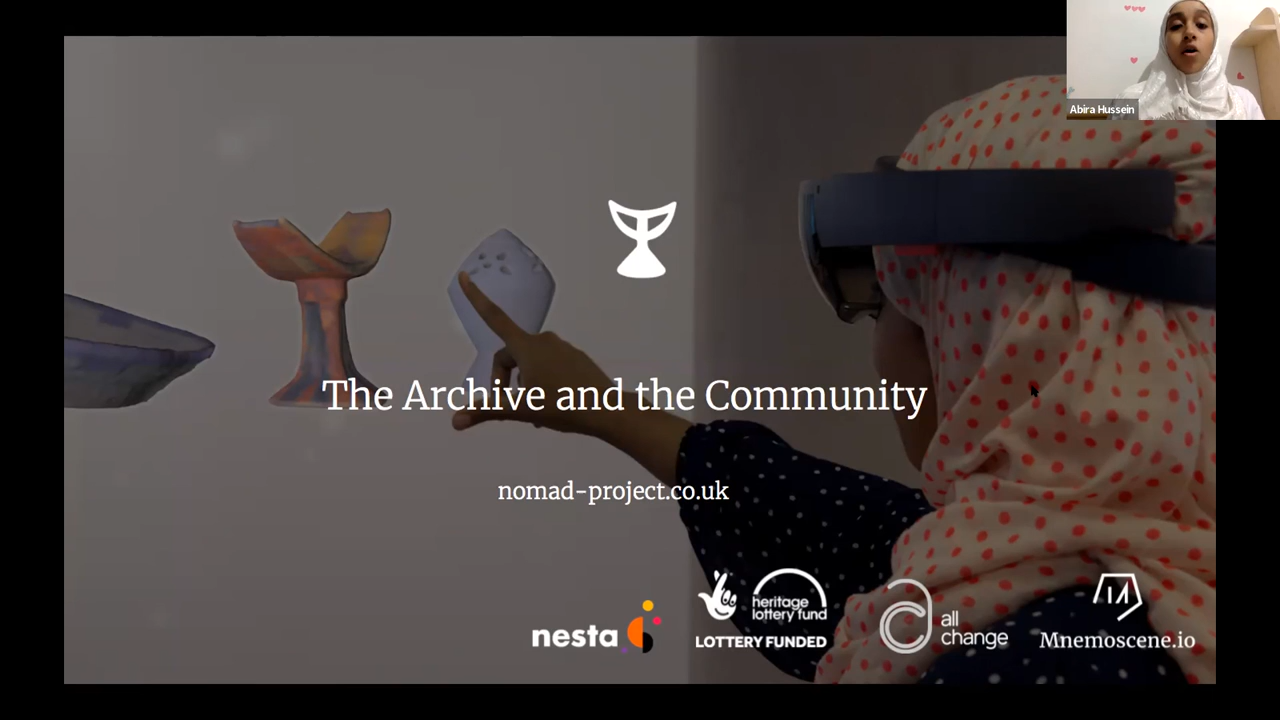 Abira Hussein
The Archive and the Community
nomad-project.co.uk
nesta
heritage
lottery fund
LOTTERY FUNDED
all
change
Mnemoscene.io